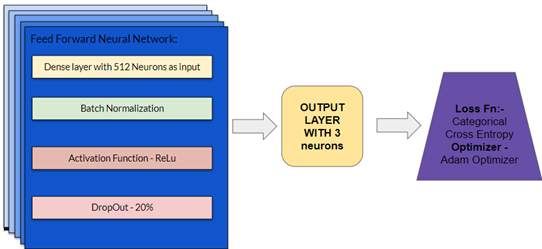 Feed Forward Neural Network:
Dense layer with 512 Neurons as input
Batch Normalization
Activation Function - ReLu
DropOut - 20%
OUTPUT
LAYER
WITH 3
neurons
Loss Fn:-
Categorical
Cross Entropy
Optimizer -
Adam Optimizer